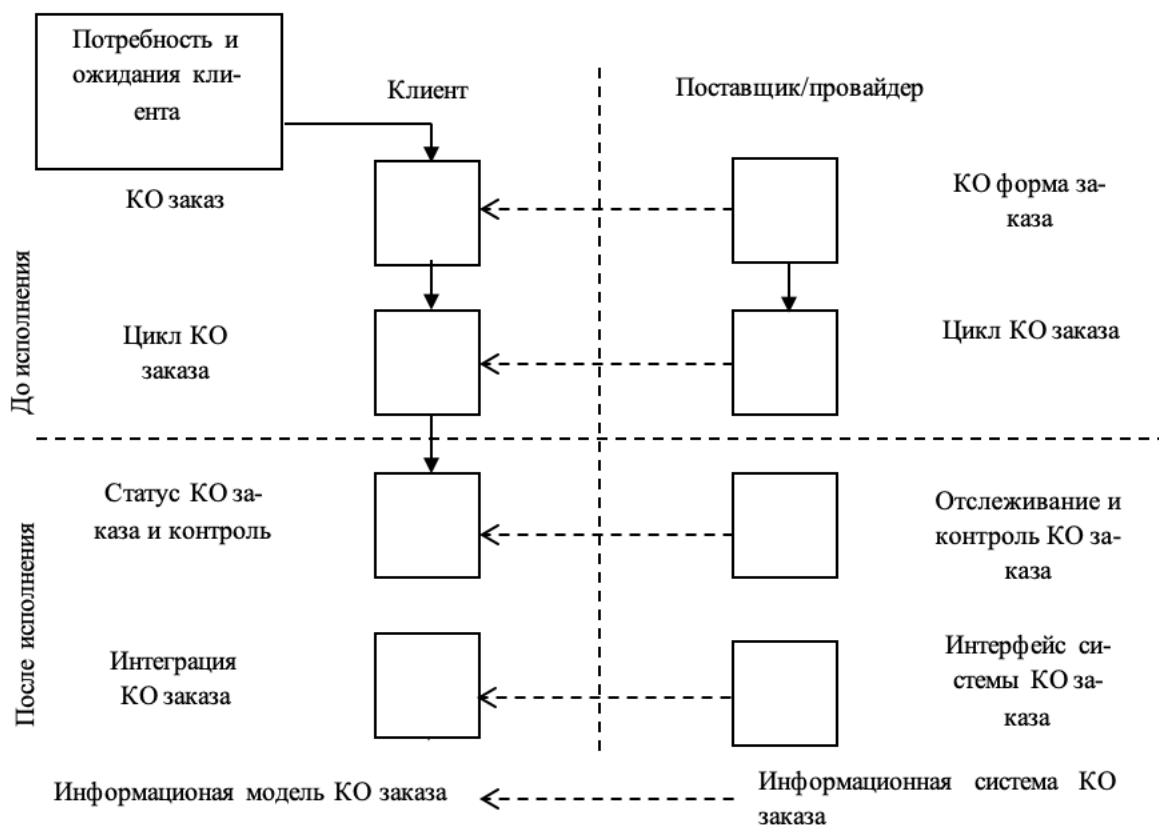 Потребность и
ожидания кли-
ента
Клиент
Поставщик/провайдер
КО заказ
КО форма за-
каза
До исполнения
Цикл КО
заказа
Цикл КО заказа
После исполнения
Статус КО за-
каза и контроль
Отслеживание и
контроль КО за-
каза
Интеграция
КО заказа
Интерфейс си-
стемы КО за-
каза
Информационая модель КО заказа
Информационная система КО
заказа